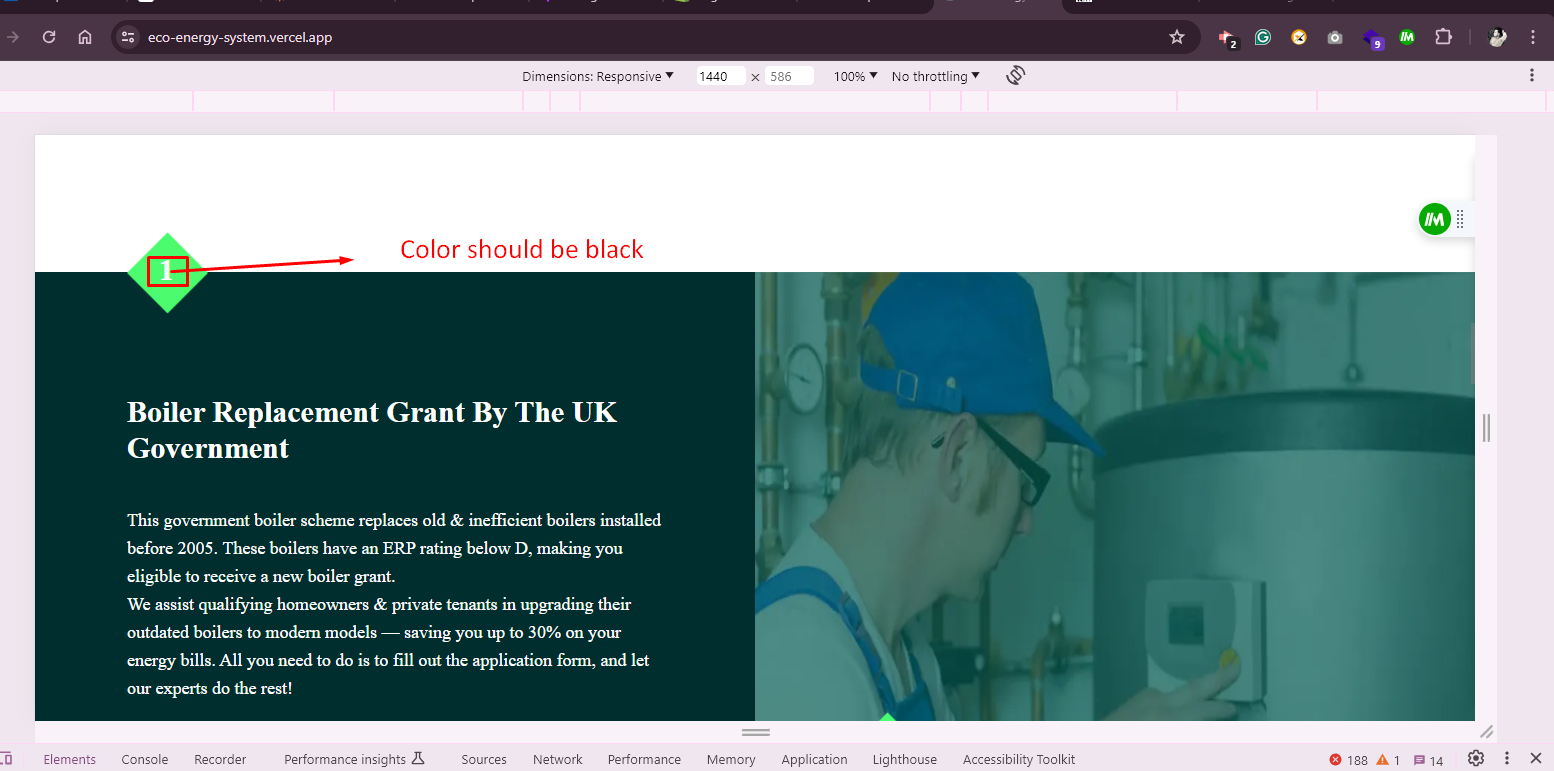 eco-energy-system.vercel.app
2
9
Dimensions: Responsive
1440 × 586
100%
No throttling
Color should be black
1
Boiler Replacement Grant By The UK
Government
This government boiler scheme replaces old & inefficient boilers installed
before 2005. These boilers have an ERP rating below D, making you
eligible to receive a new boiler grant.
We assist qualifying homeowners & private tenants in upgrading their
outdated boilers to modern models — saving you up to 30% on your
energy bills. All you need to do is to fill out the application form, and let
our experts do the rest!
Elements Console Recorder Performance insights Sources Network Performance Memory Application Lighthouse Accessibility Toolkit 188 1 14